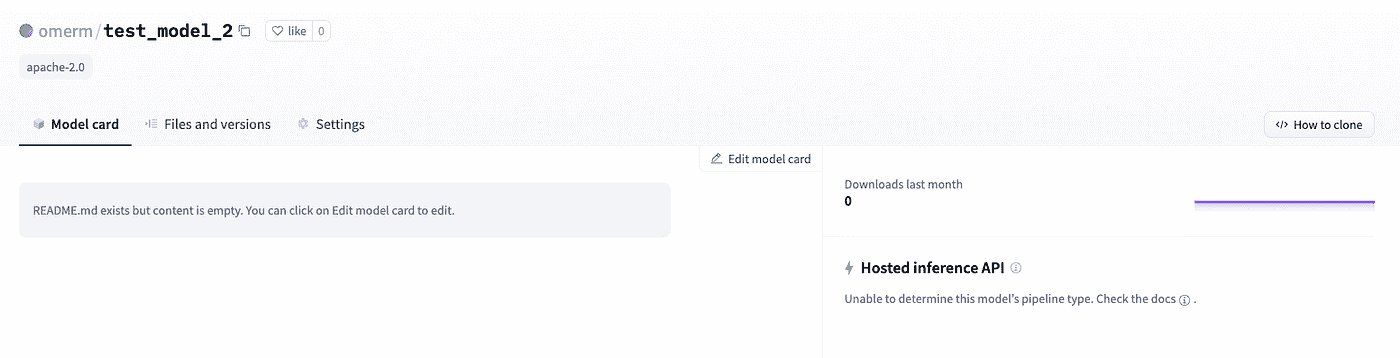 omerm/test_model_2 like 0
apache-2.0
Model card Files and versions Settings How to clone
Edit model card
README.md exists but content is empty. You can click on Edit model card to edit.
Downloads last month
0
Hosted inference API
Unable to determine this model’s pipeline type. Check the docs .